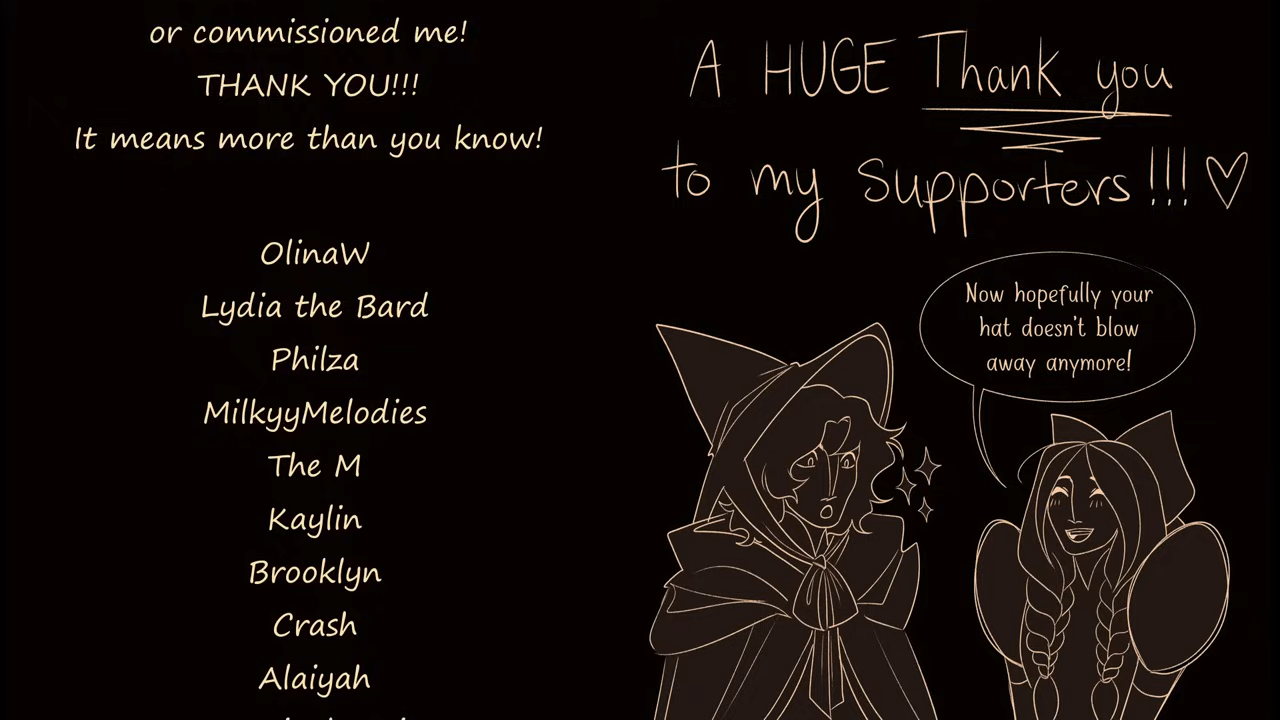 or commissioned me!
THANK YOU!!!
It means more than you know!
OlinaW
Lydia the Bard
Philza
MilkyyMelodies
The M
Kaylin
Brooklyn
Crash
Alaiyah
A HUGE Thank you
to my Supporters!!! ♡
Now hopefully your
hat doesn't blow
away anymore!